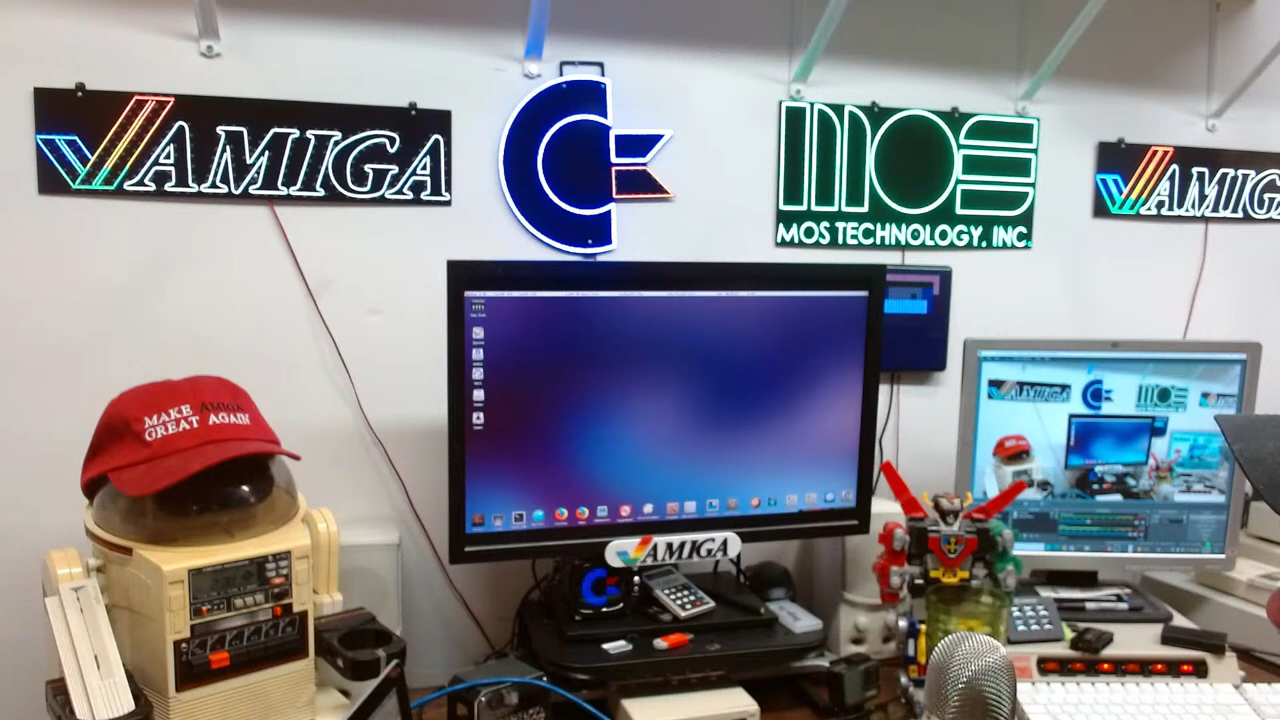 AMIGA
MOS
MOS TECHNOLOGY, INC.
AMIGA
MAKE AMIGA
GREAT AGAIN
AMIGA